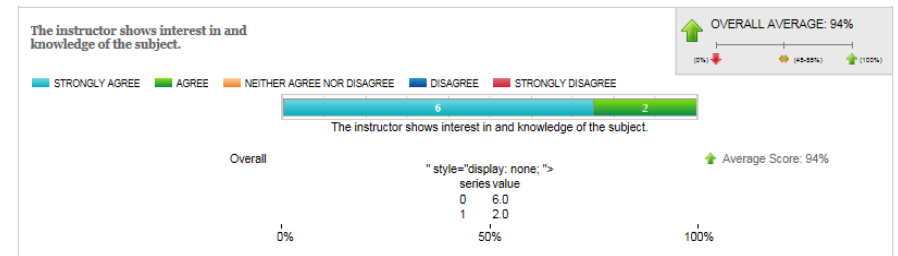 The instructor shows interest in and
knowledge of the subject.
OVERALL AVERAGE: 94%
(0%) (45-55%) (100%)
STRONGLY AGREE AGREE NEITHER AGREE NOR DISAGREE DISAGREE STRONGLY DISAGREE
6 2
The instructor shows interest in and knowledge of the subject.
Overall
Average Score: 94%
" style="display: none; ">
series value
0 6.0
1 2.0
0% 50% 100%